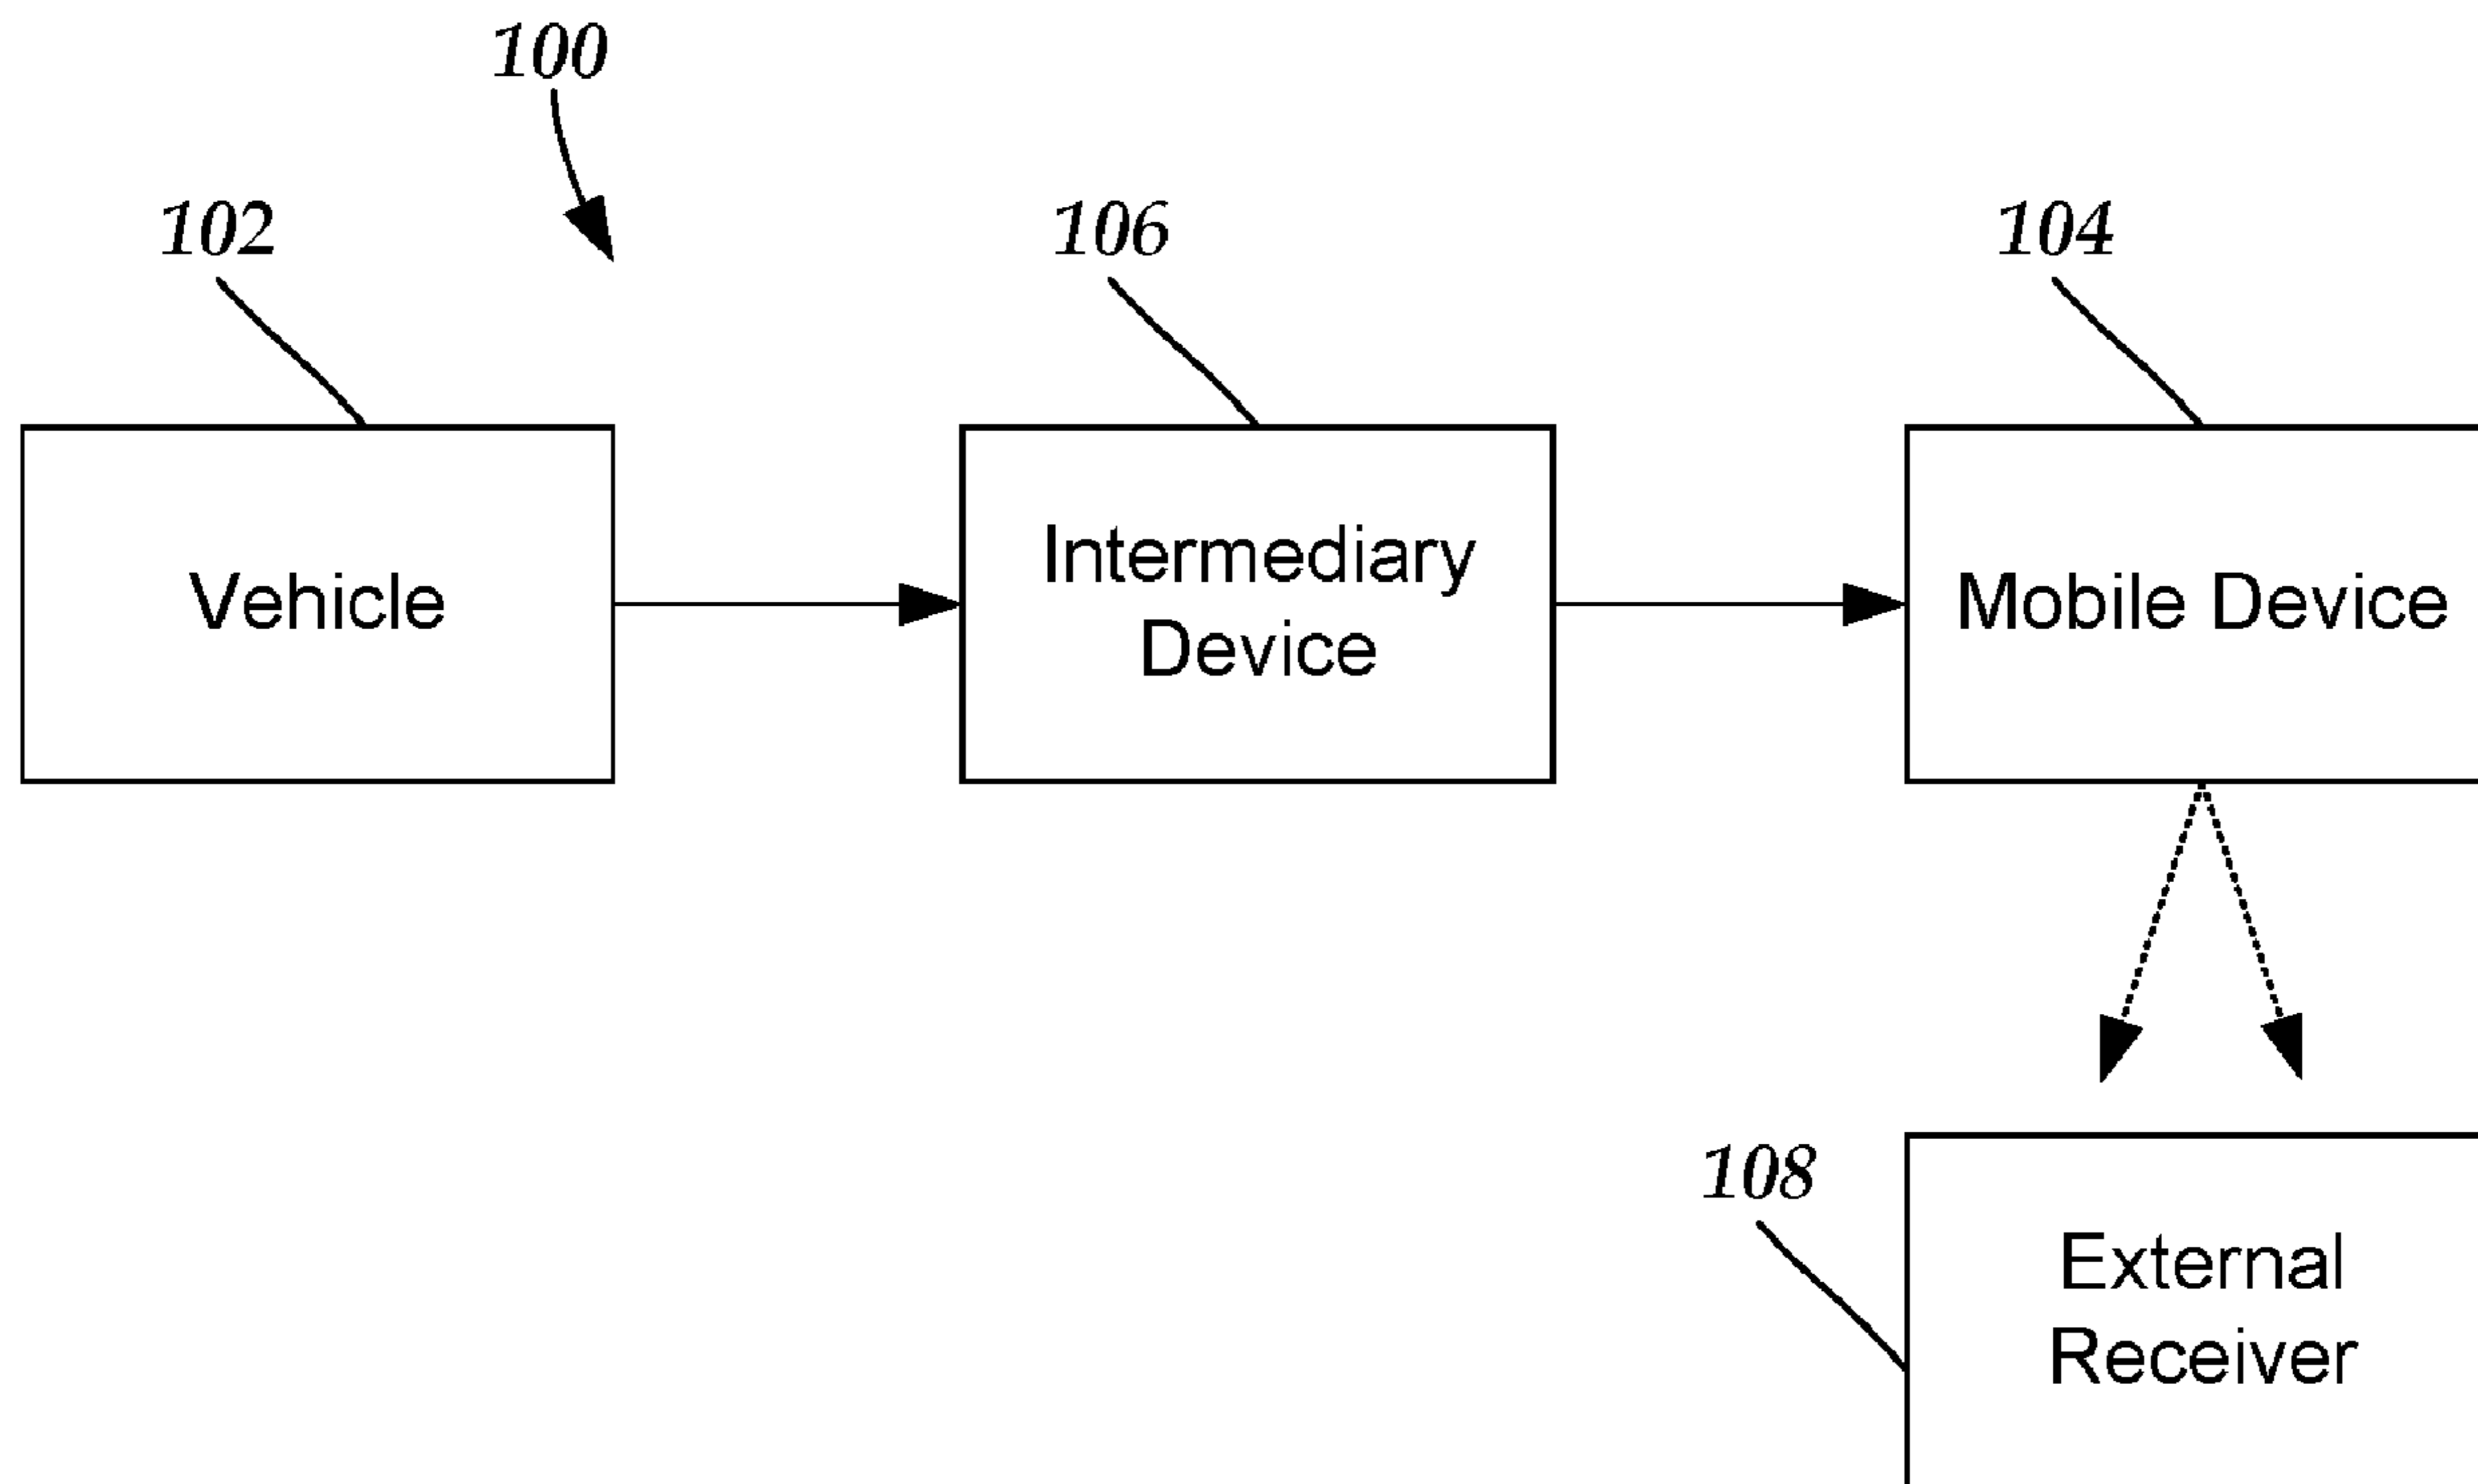 100
102
106
104
Vehicle
Intermediary
Device
Mobile Device
108
External
Receiver